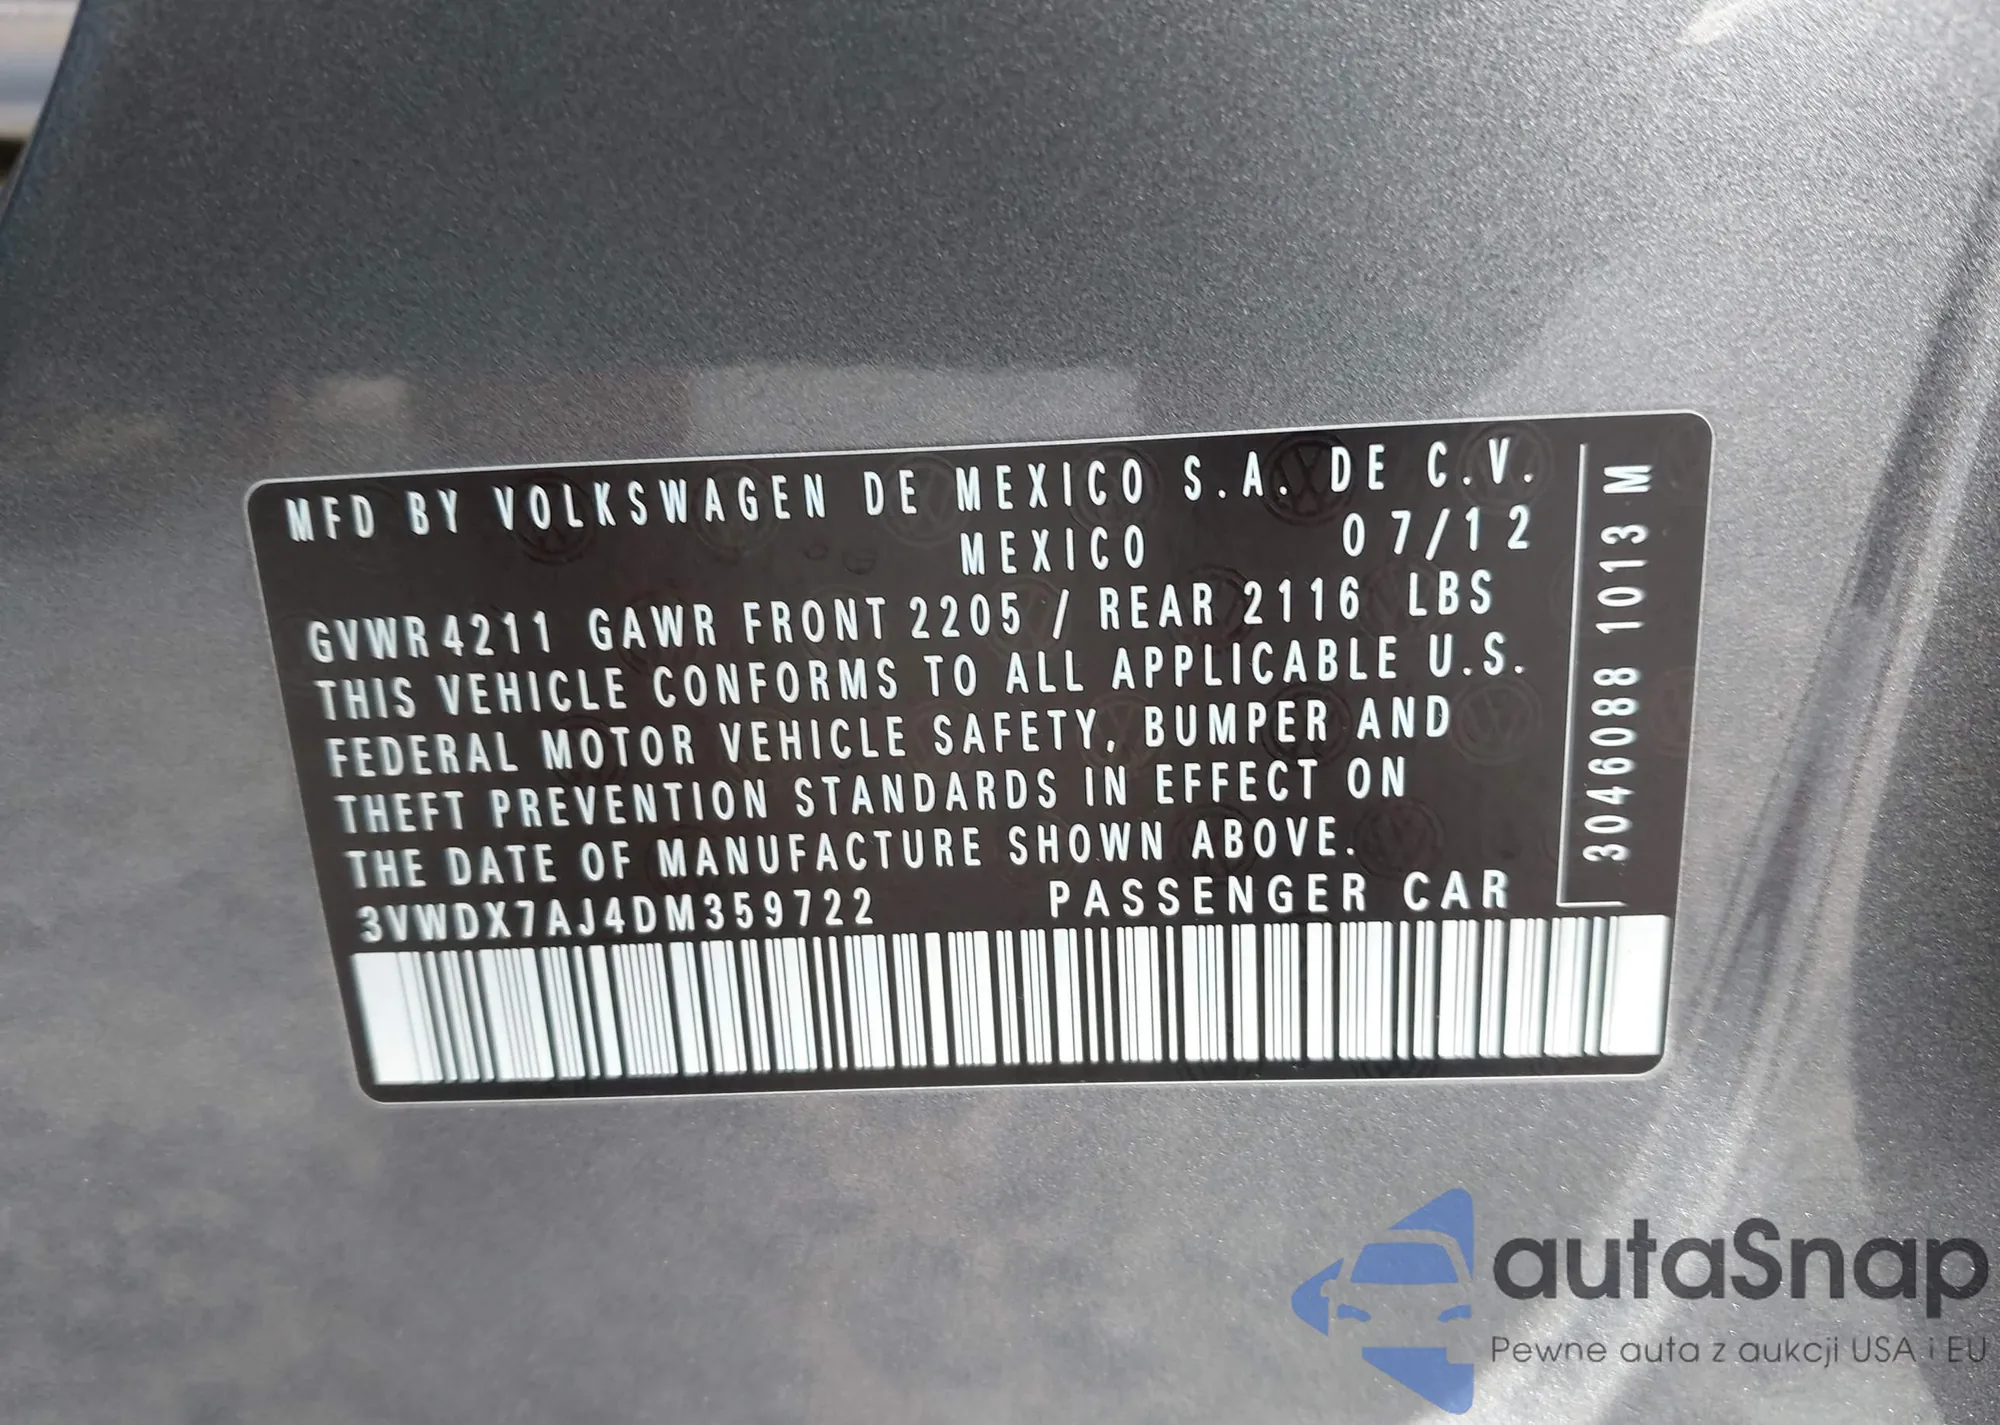 MFD BY VOLKSWAGEN DE MEXICO S.A. DE C.V.
MEXICO 07/12
GVWR 4211 GAWR FRONT 2205 / REAR 2116 LBS
THIS VEHICLE CONFORMS TO ALL APPLICABLE U.S.
FEDERAL MOTOR VEHICLE SAFETY, BUMPER AND
THEFT PREVENTION STANDARDS IN EFFECT ON
THE DATE OF MANUFACTURE SHOWN ABOVE.
3VWDX7AJ4DM359722 PASSENGER CAR
3046088 1013 M
autaSnap
Pewne auta z aukcji USA i EU